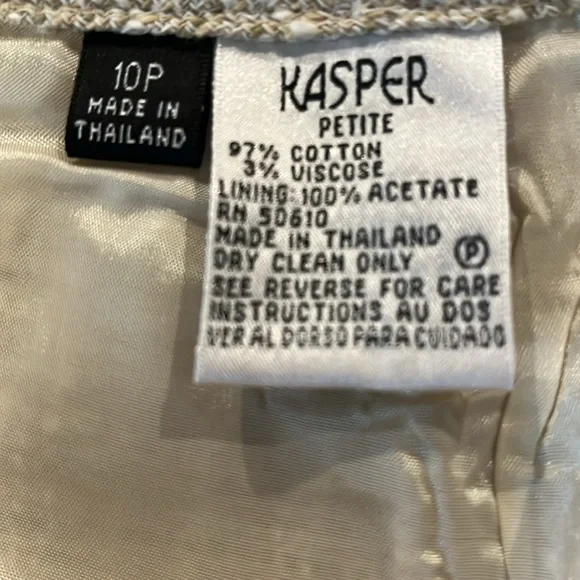 10P
MADE IN
THAILAND
KASPER
PETITE
97% COTTON
3% VISCOSE
LINING: 100% ACETATE
RN 50610
MADE IN THAILAND
DRY CLEAN ONLY P
SEE REVERSE FOR CARE
INSTRUCTIONS AU DOS
VER AL DORSO PARA CUIDADO